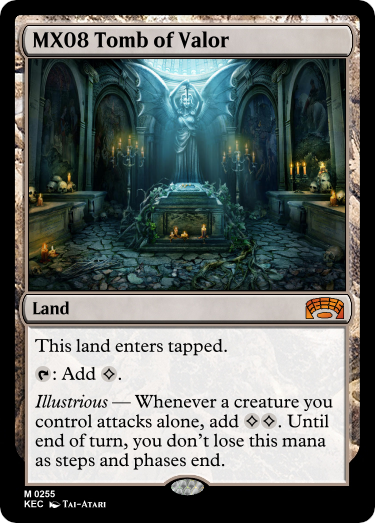 MX08 Tomb of Valor
Land
This land enters tapped.
: Add .
Illustrious — Whenever a creature you
control attacks alone, add . Until
end of turn, you don't lose this mana
as steps and phases end.
M 0255
KEC Tai-Atari